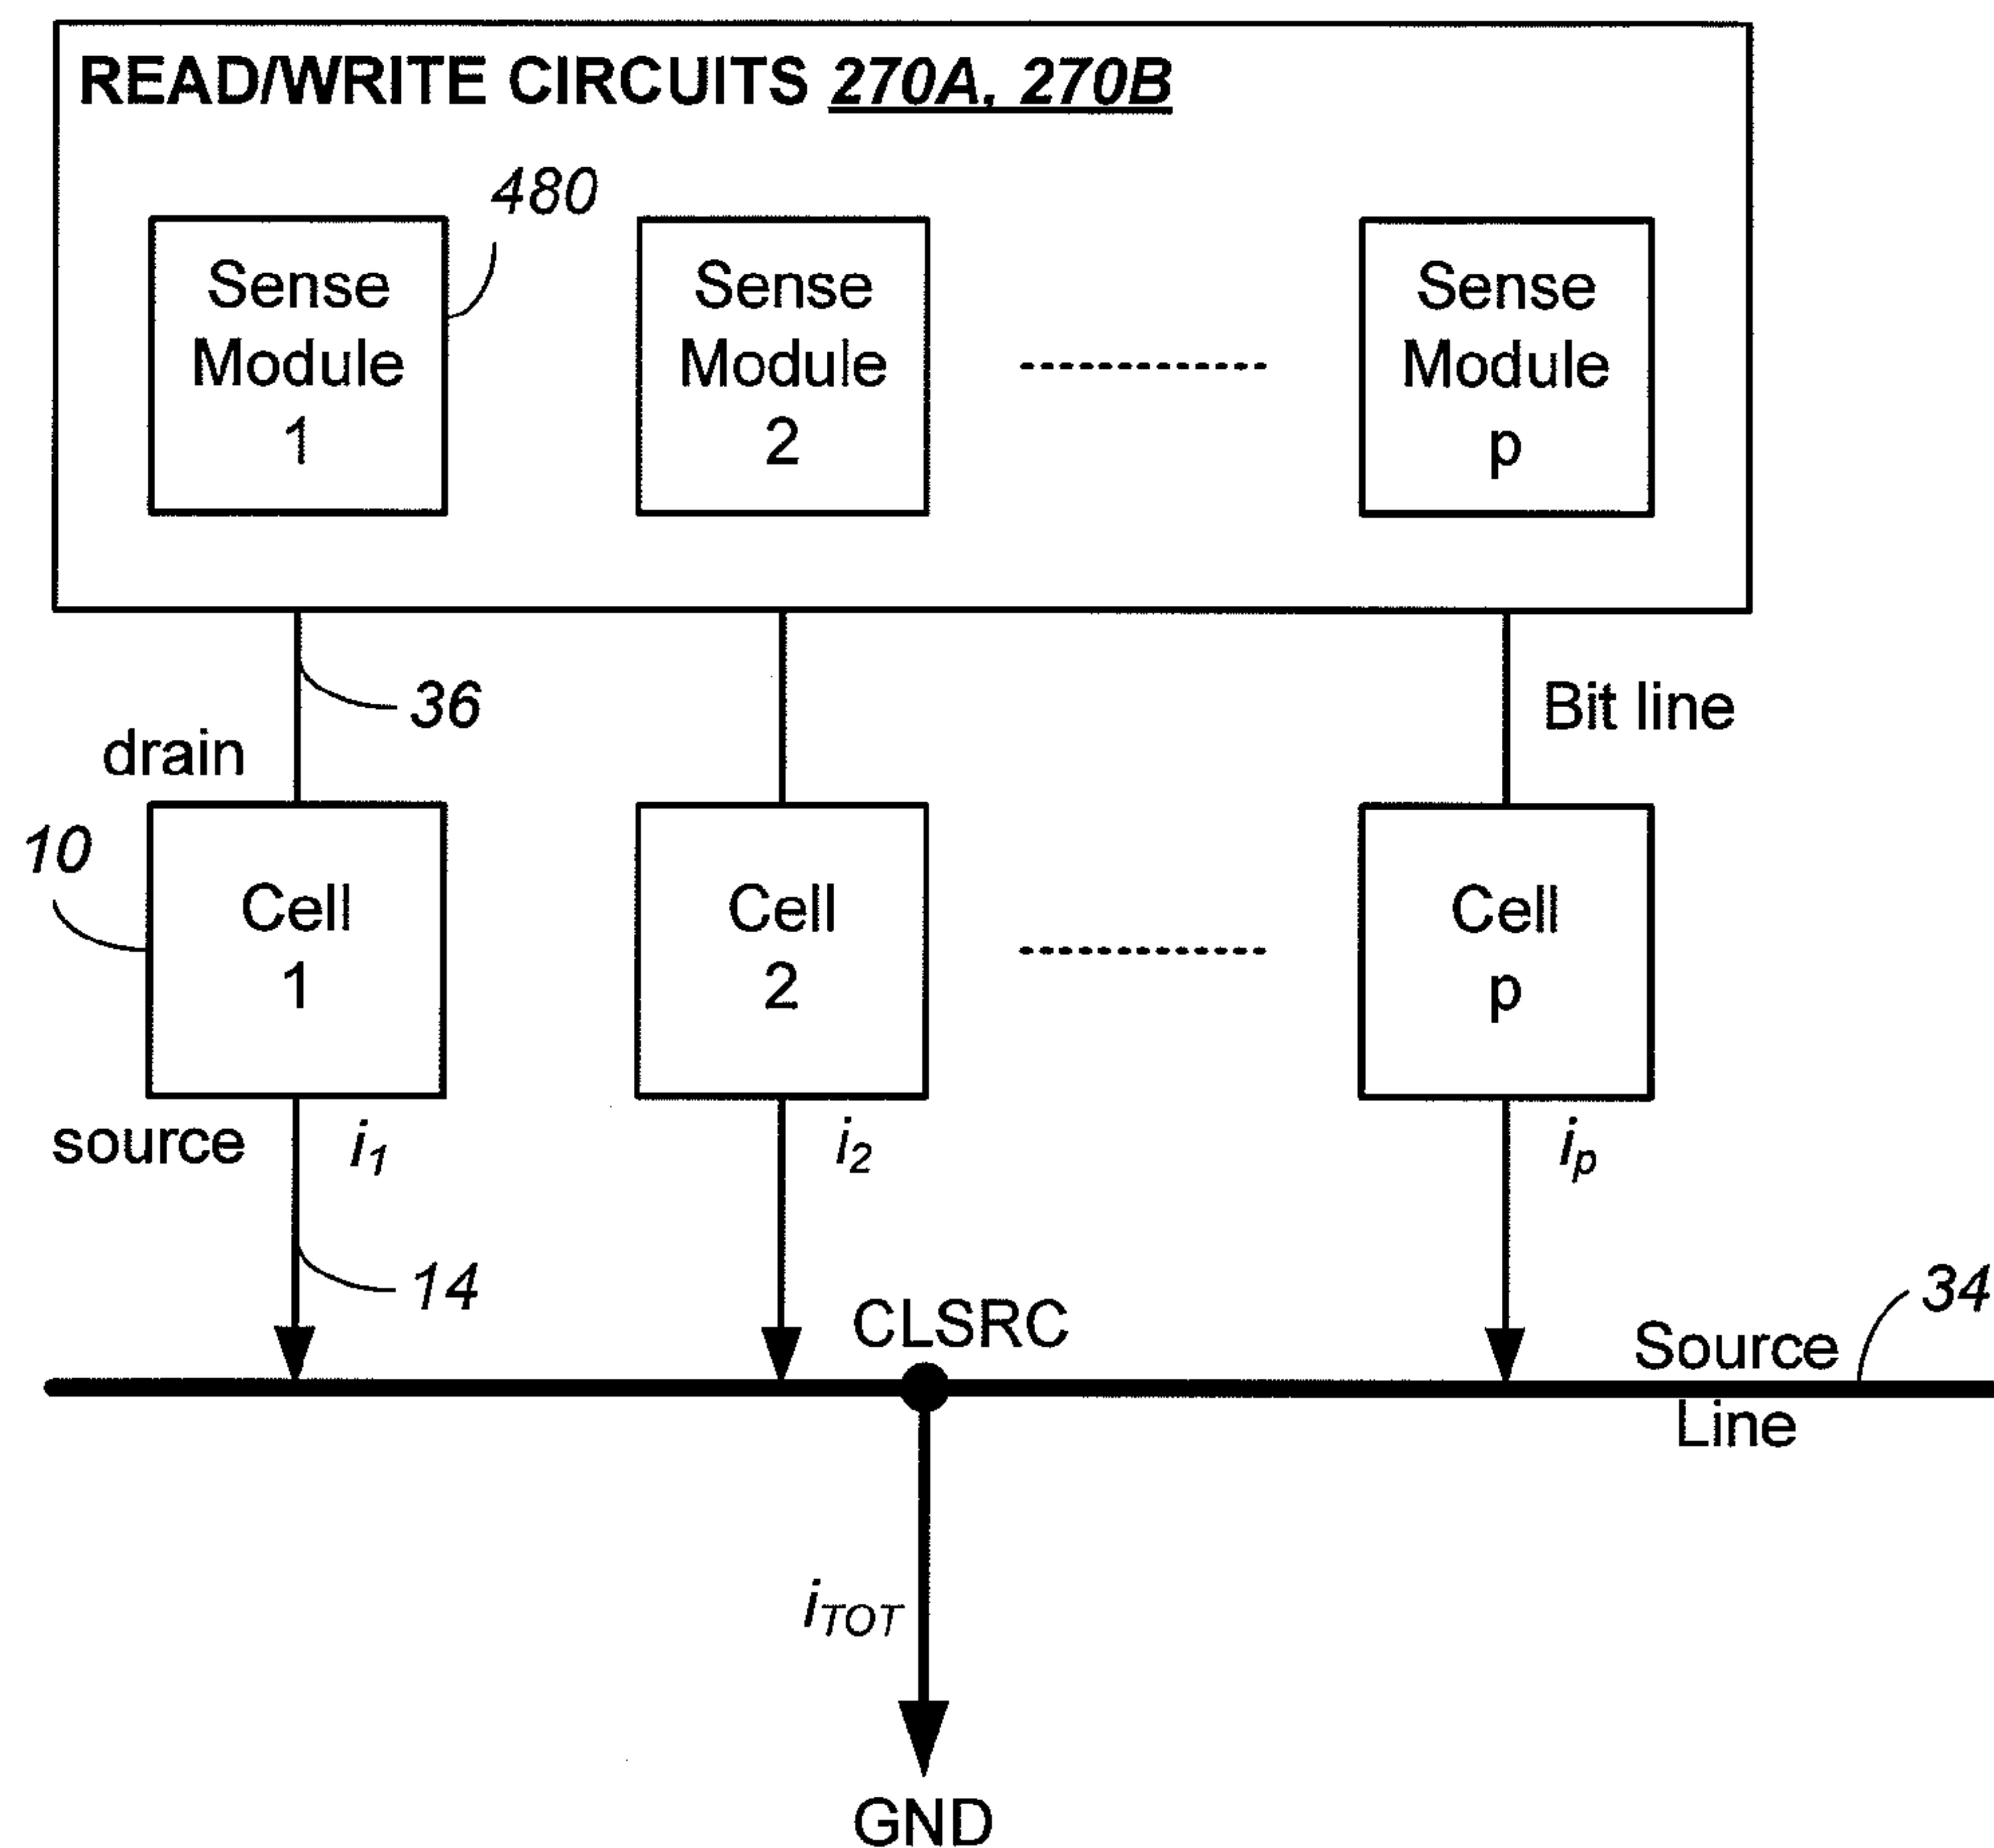 READ/WRITE CIRCUITS 270A, 270B
480
Sense
Module
1
Sense
Module
2
Sense
Module
p
36
Bit line
drain
10
Cell
1
Cell
2
Cell
p
source
i1
i2
ip
14
CLSRC
34
Source
Line
iTOT
GND